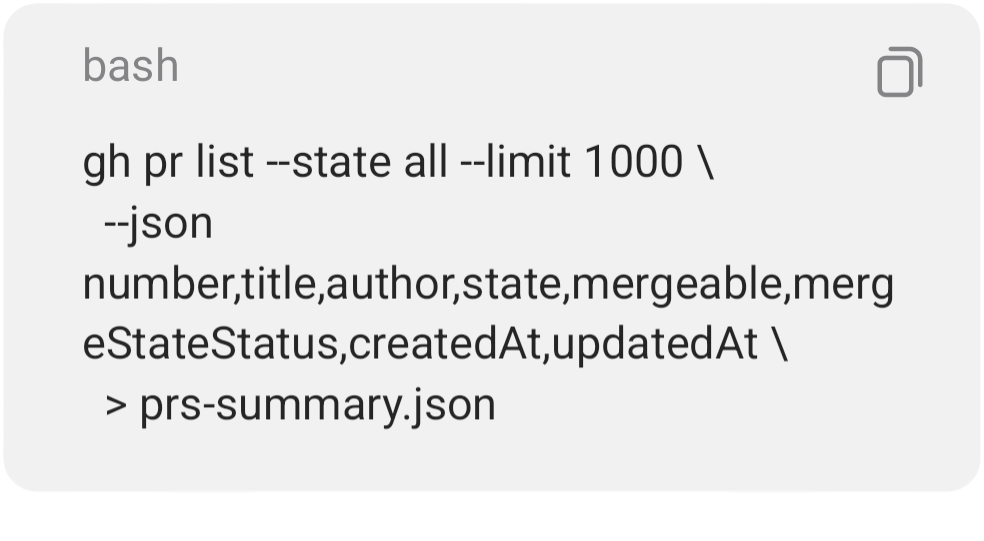 bash
gh pr list --state all --limit 1000 \
--json
number,title,author,state,mergeable,merg
eStateStatus,createdAt,updatedAt \
> prs-summary.json